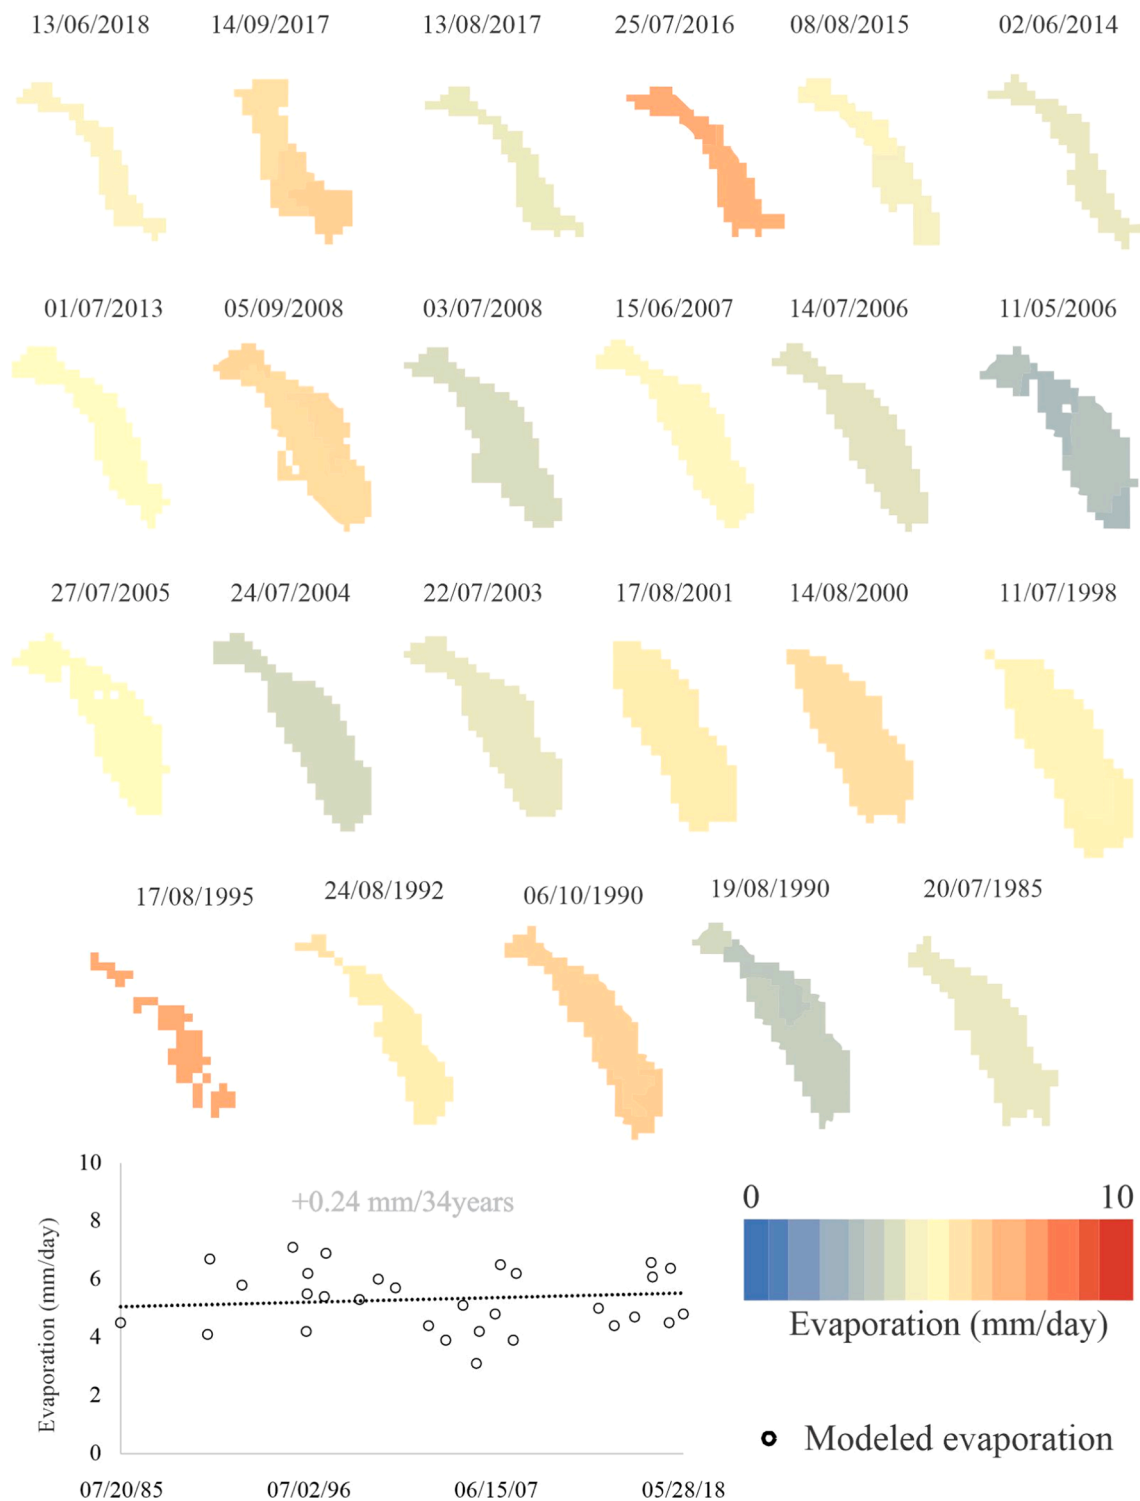 13/06/2018 14/09/2017 13/08/2017 25/07/2016 08/08/2015 02/06/2014
01/07/2013 05/09/2008 03/07/2008 15/06/2007 14/07/2006 11/05/2006
27/07/2005 24/07/2004 22/07/2003 17/08/2001 14/08/2000 11/07/1998
17/08/1995 24/08/1992 06/10/1990 19/08/1990 20/07/1985
10
+0.24 mm/34years
8
6
4
2
0
Evaporation (mm/day)
07/20/85 07/02/96 06/15/07 05/28/18
0 10
Evaporation (mm/day)
Modeled evaporation